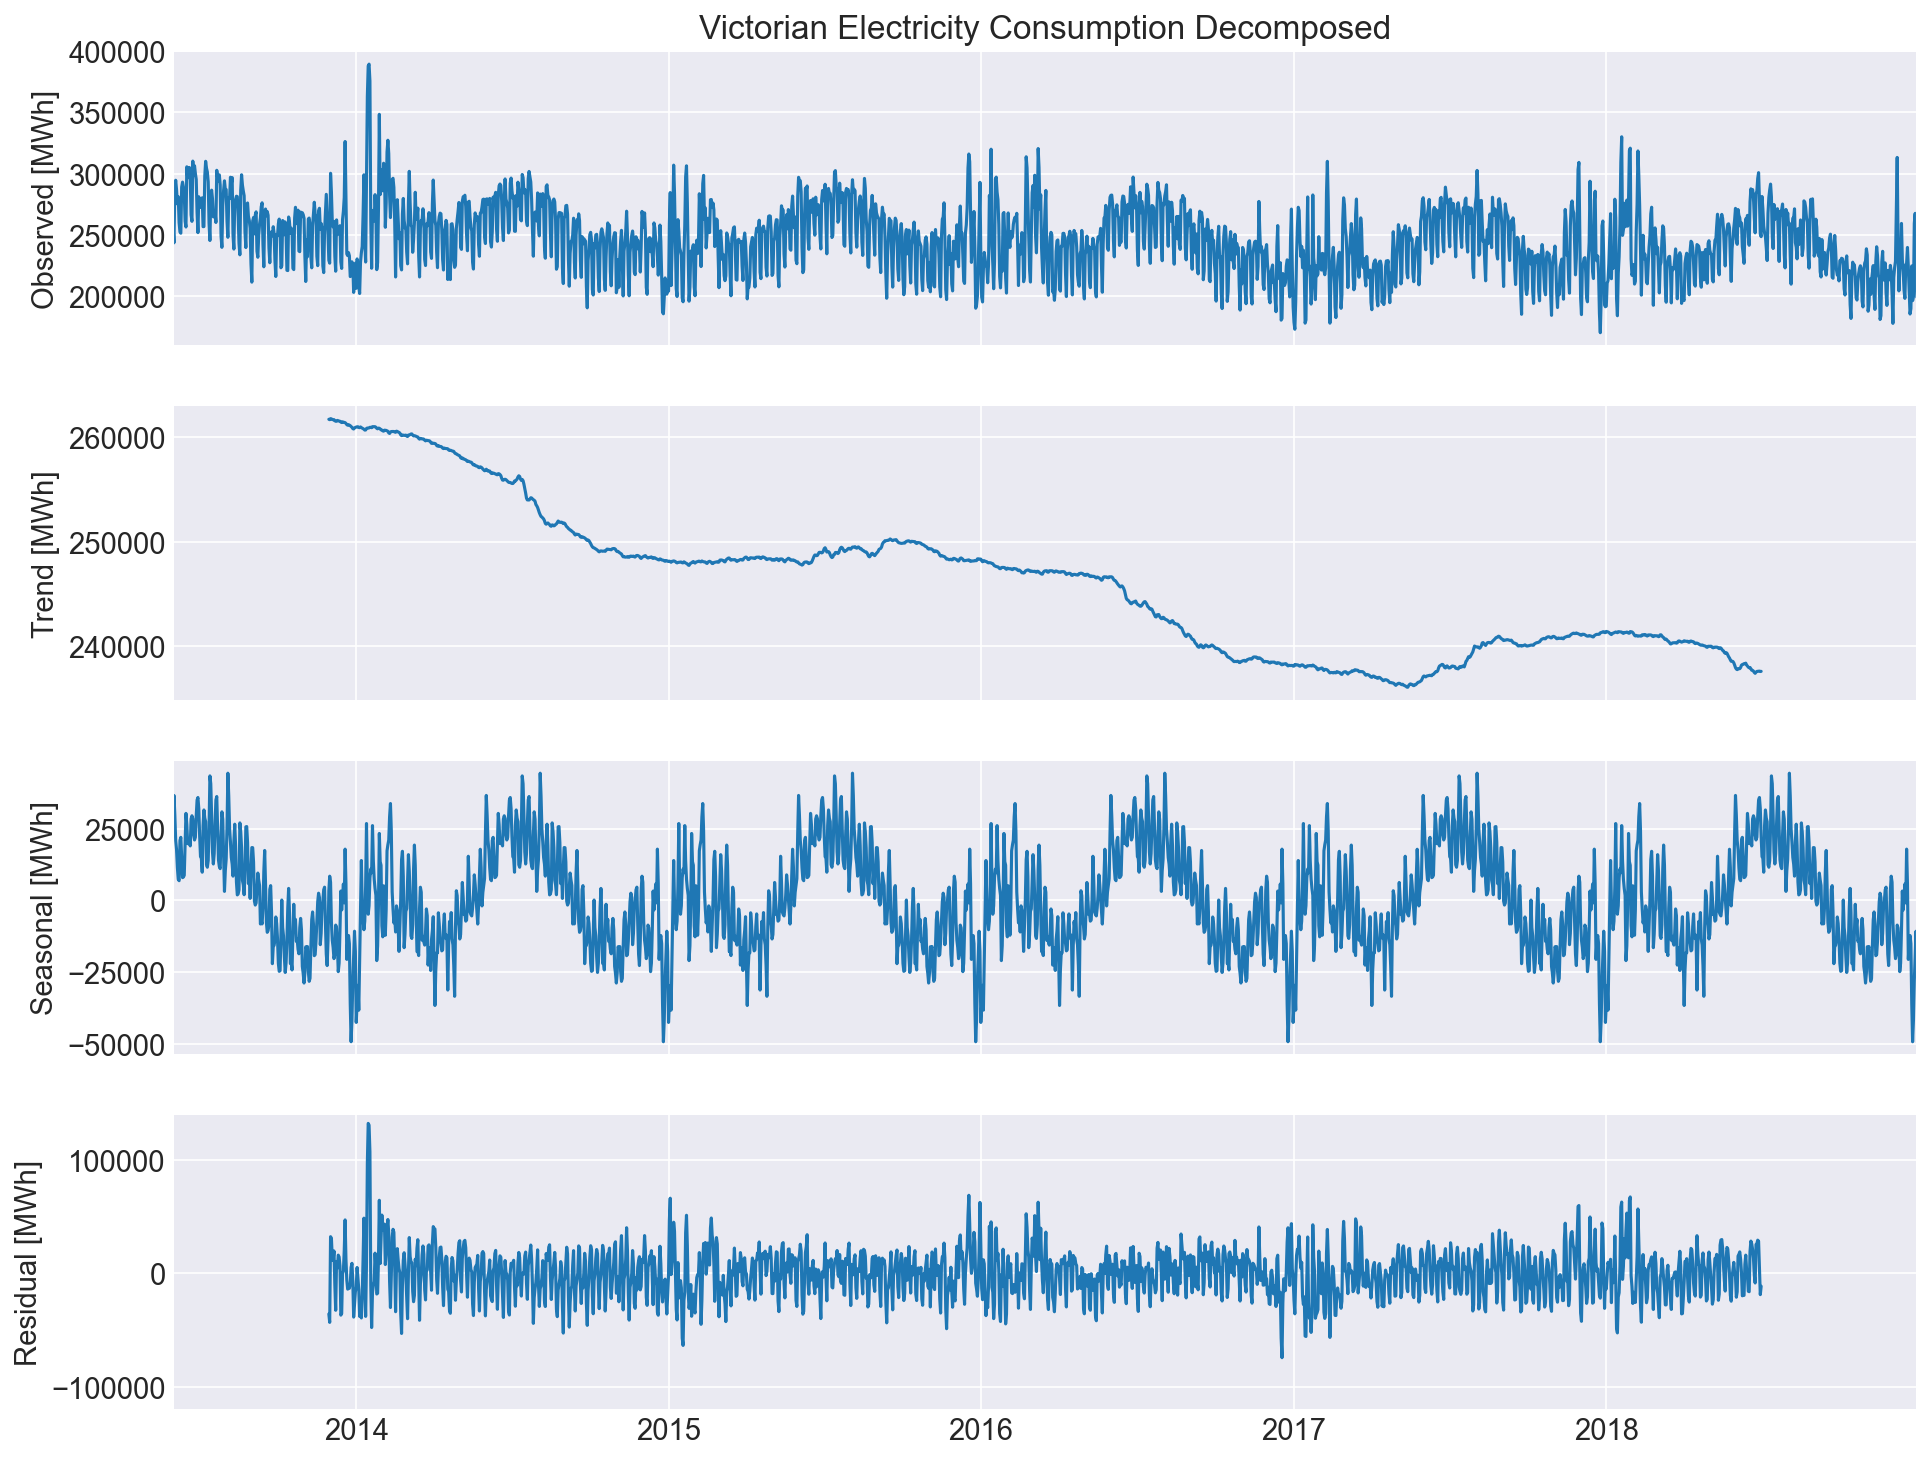 Victorian Electricity Consumption Decomposed
Observed [MWh]
400000
350000
300000
250000
200000
Trend [MWh]
260000
250000
240000
Seasonal [MWh]
25000
0
−25000
−50000
Residual [MWh]
100000
0
−100000
2014 2015 2016 2017 2018